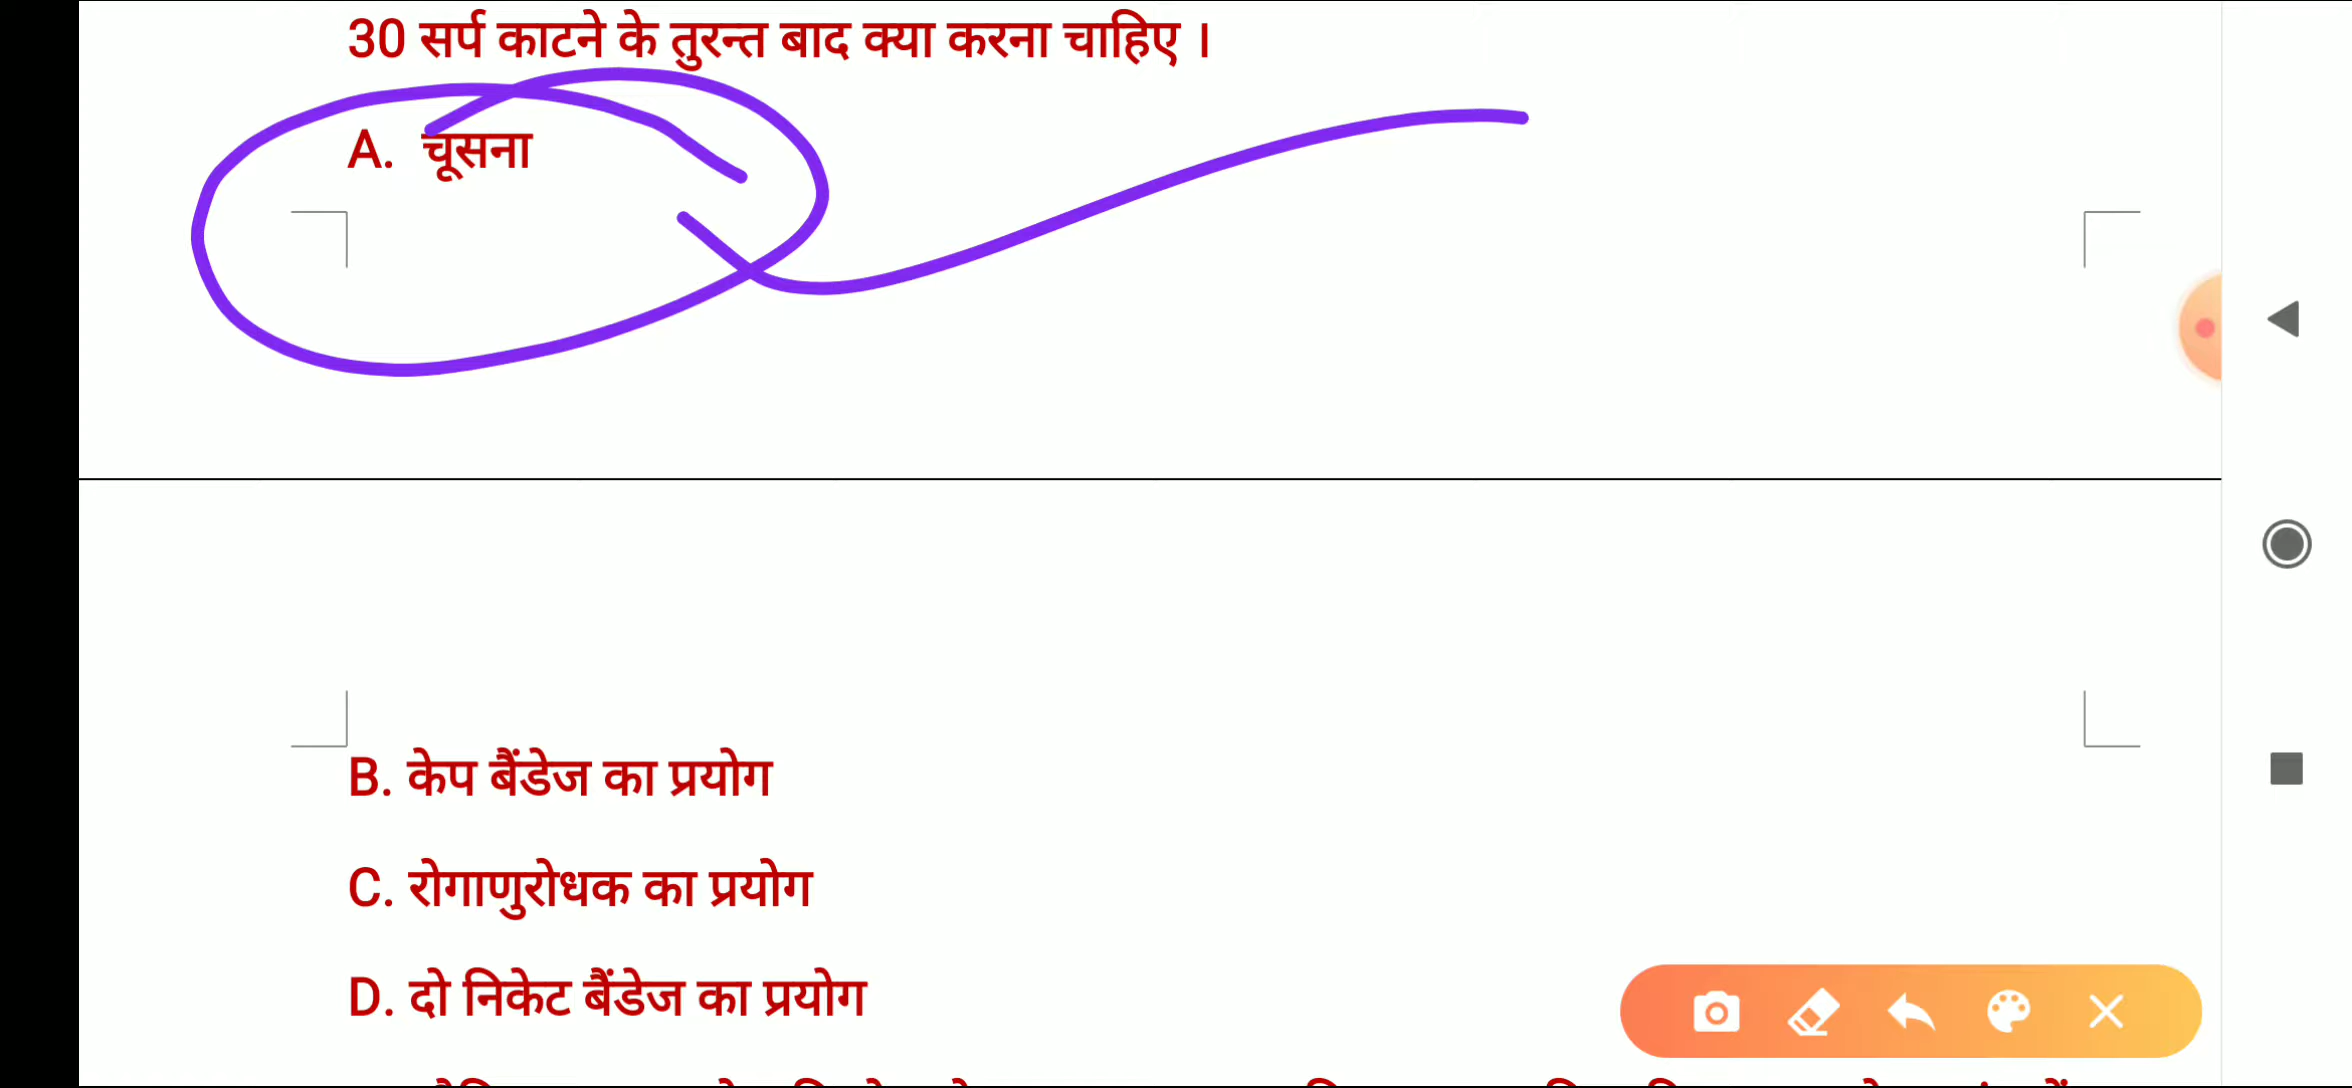 30 सर्प काटने के तुरन्त बाद क्या करना चाहिए ।
A. चूसना
B. केप बैंडेज का प्रयोग
C. रोगाणुरोधक का प्रयोग
D. दो निकेट बैंडेज का प्रयोग